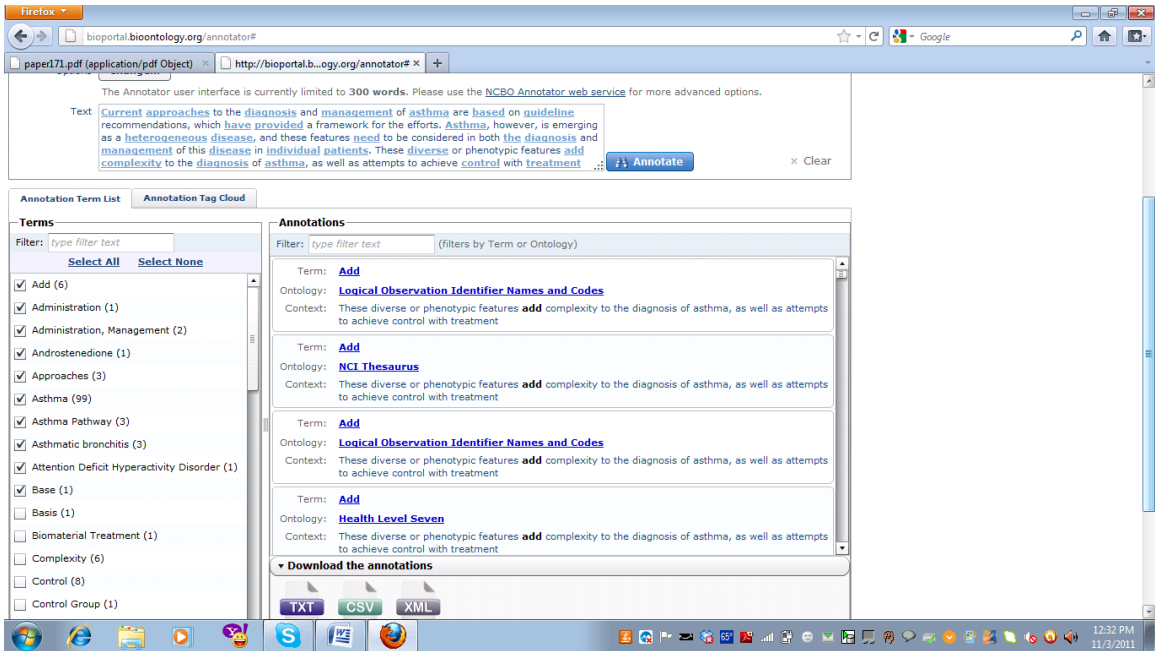 Firefox
bioportal.bioontology.org/annotator#
Google
paper171.pdf (application/pdf Object) ×
http://bioportal.b...ogy.org/annotator# ×
+
The Annotator user interface is currently limited to 300 words. Please use the NCBO Annotator web service for more advanced options.
Text
Current approaches to the diagnosis and management of asthma are based on guideline
recommendations, which have provided a framework for the efforts. Asthma, however, is emerging
as a heterogeneous disease, and these features need to be considered in both the diagnosis and
management of this disease in individual patients. These diverse or phenotypic features add
complexity to the diagnosis of asthma, as well as attempts to achieve control with treatment
Annotate
× Clear
Annotation Term List
Annotation Tag Cloud
Terms
Filter: type filter text
Select All Select None
Add (6)
Administration (1)
Administration, Management (2)
Androstenedione (1)
Approaches (3)
Asthma (99)
Asthma Pathway (3)
Asthmatic bronchitis (3)
Attention Deficit Hyperactivity Disorder (1)
Base (1)
Basis (1)
Biomaterial Treatment (1)
Complexity (6)
Control (8)
Control Group (1)
Annotations
Filter: type filter text (filters by Term or Ontology)
Term: Add
Ontology: Logical Observation Identifier Names and Codes
Context: These diverse or phenotypic features add complexity to the diagnosis of asthma, as well as attempts
to achieve control with treatment
Term: Add
Ontology: NCI Thesaurus
Context: These diverse or phenotypic features add complexity to the diagnosis of asthma, as well as attempts
to achieve control with treatment
Term: Add
Ontology: Logical Observation Identifier Names and Codes
Context: These diverse or phenotypic features add complexity to the diagnosis of asthma, as well as attempts
to achieve control with treatment
Term: Add
Ontology: Health Level Seven
Context: These diverse or phenotypic features add complexity to the diagnosis of asthma, as well as attempts
to achieve control with treatment
Download the annotations
TXT CSV XML
12:32 PM
11/3/2011